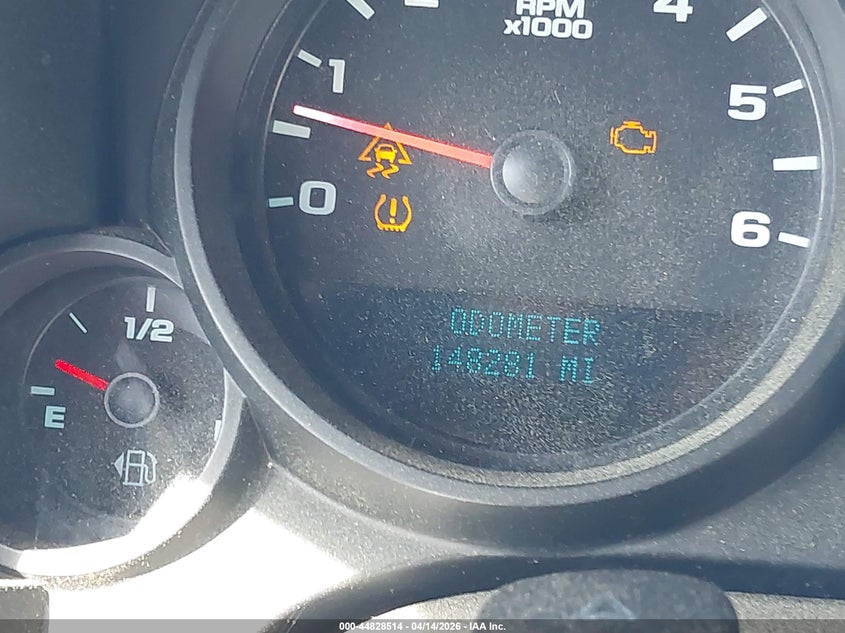 RPM
x1000
4
1
5
0
6
1/2
E
ODOMETER
148281 MI
000-44828514 - 04/14/2026 - IAA Inc.